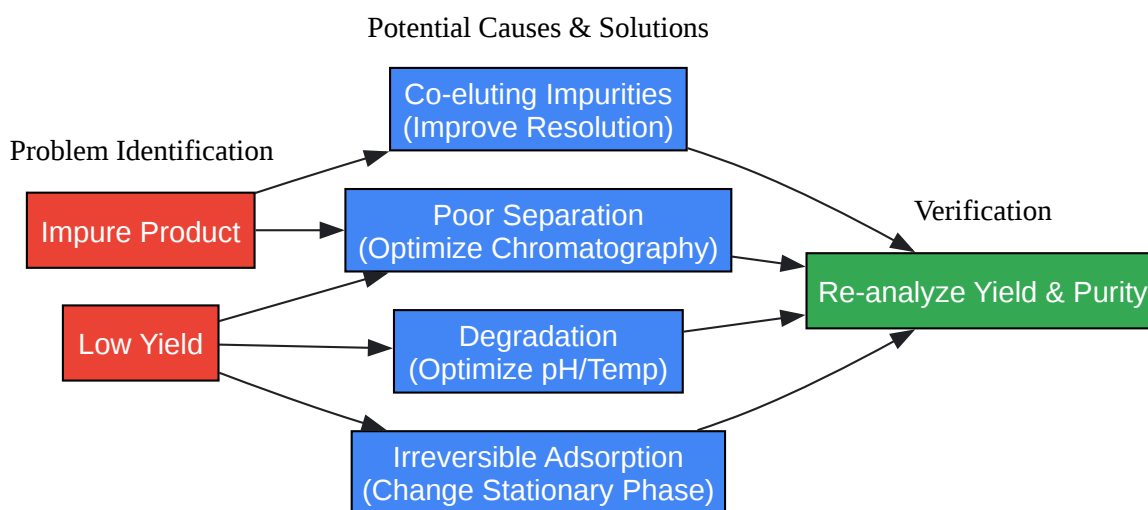 Potential Causes & Solutions
Co-eluting Impurities
(Improve Resolution)
Problem Identification
Impure Product
Poor Separation
(Optimize Chromatography)
Verification
Re-analyze Yield & Purity
Low Yield
Degradation
(Optimize pH/Temp)
Irreversible Adsorption
(Change Stationary Phase)